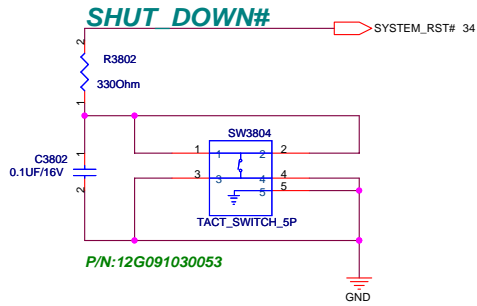 SHUT_DOWN#
SYSTEM_RST# 34
2
R3802
330Ohm
1
SW3804
1 1 2 2
C3802
0.1UF/16V
1
3 3 4 4
5 5
2
TACT_SWITCH_5P
P/N:12G091030053
GND